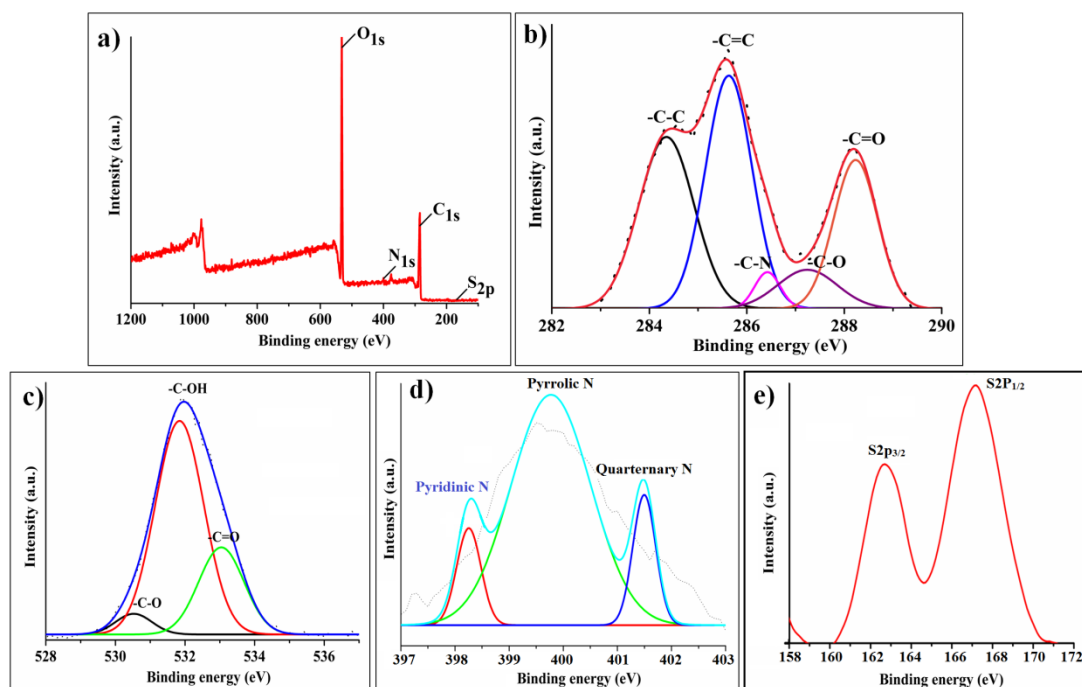 a)
O1s
C1s
N1s
S2p
Intensity (a.u.)
1200 1000 800 600 400 200
Binding energy (eV)
b)
-C=C
-C-C
-C=O
-C-N
-C-O
Intensity (a.u.)
282 284 286 288 290
Binding energy (eV)
c)
-C-OH
-C=O
-C-O
Intensity (a.u.)
528 530 532 534 536
Binding energy (eV)
d)
Pyrrolic N
Quarternary N
Pyridinic N
Intensity (a.u.)
397 398 399 400 401 402 403
Binding energy (eV)
e)
S2P1/2
S2p3/2
Intensity (a.u.)
158 160 162 164 166 168 170 172
Binding energy (eV)